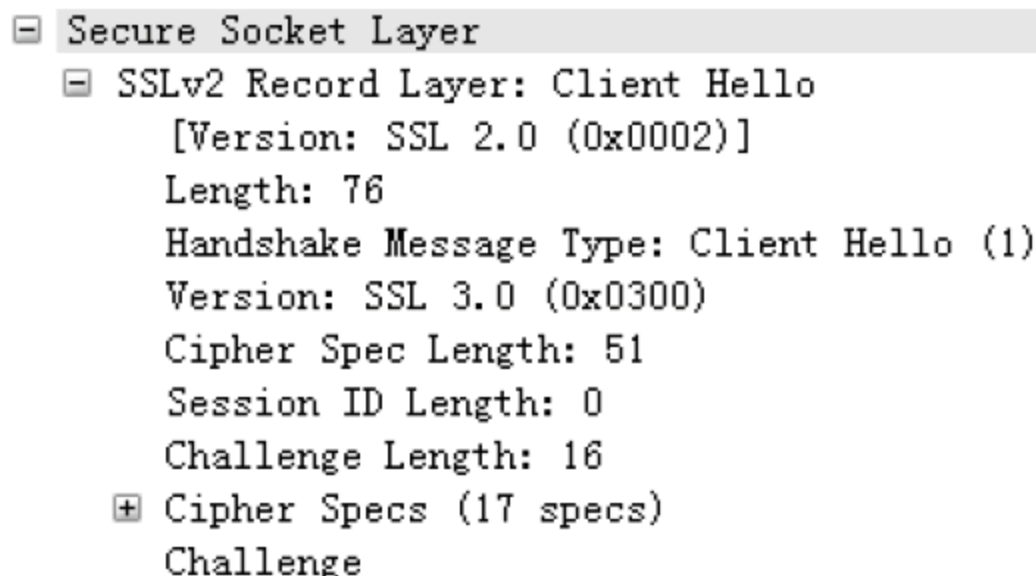 Secure Socket Layer
SSLv2 Record Layer: Client Hello
[Version: SSL 2.0 (0x0002)]
Length: 76
Handshake Message Type: Client Hello (1)
Version: SSL 3.0 (0x0300)
Cipher Spec Length: 51
Session ID Length: 0
Challenge Length: 16
Cipher Specs (17 specs)
Challenge